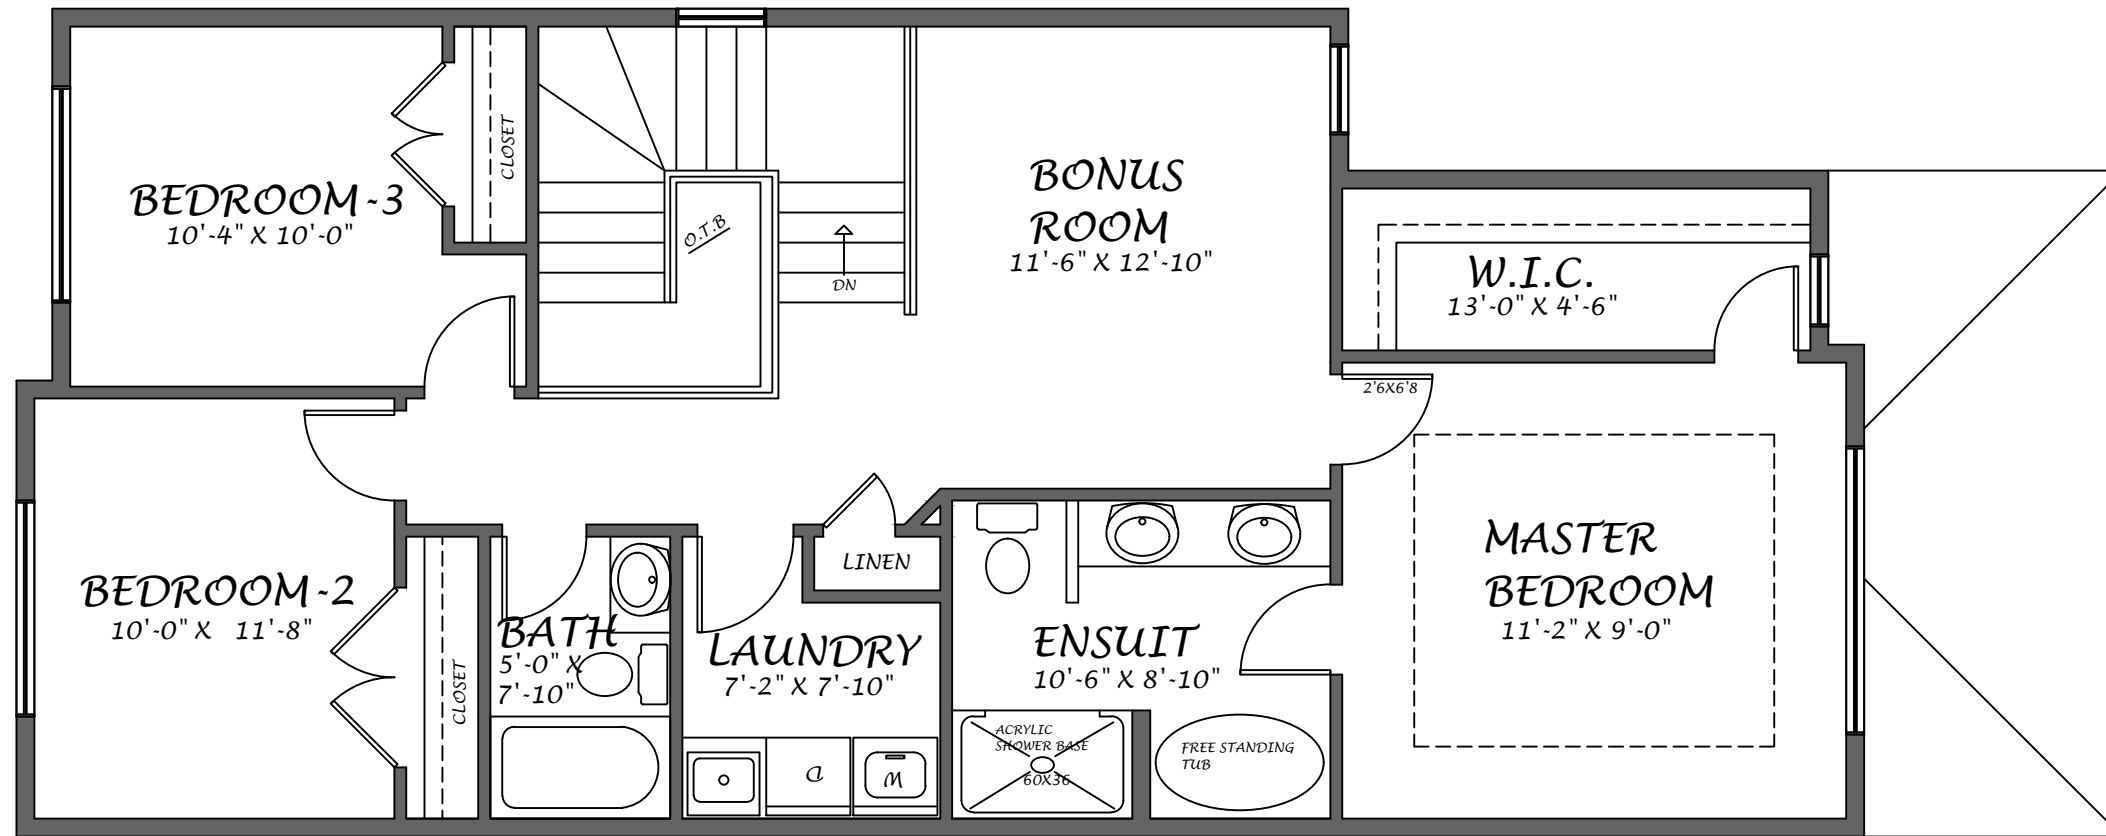 BEDROOM-3
10'-4" X 10'-0"
CLOSET
O.T.B
DN
BONUS
ROOM
11'-6" X 12'-10"
W.I.C.
13'-0" X 4'-6"
2'6X6'8
BEDROOM-2
10'-0" X 11'-8"
CLOSET
BATH
5'-0" X
7'-10"
LAUNDRY
7'-2" X 7'-10"
D
W
LINEN
ENSUIT
10'-6" X 8'-10"
ACRYLIC
SHOWER BASE
60X36
FREE STANDING
TUB
MASTER
BEDROOM
11'-2" X 9'-0"